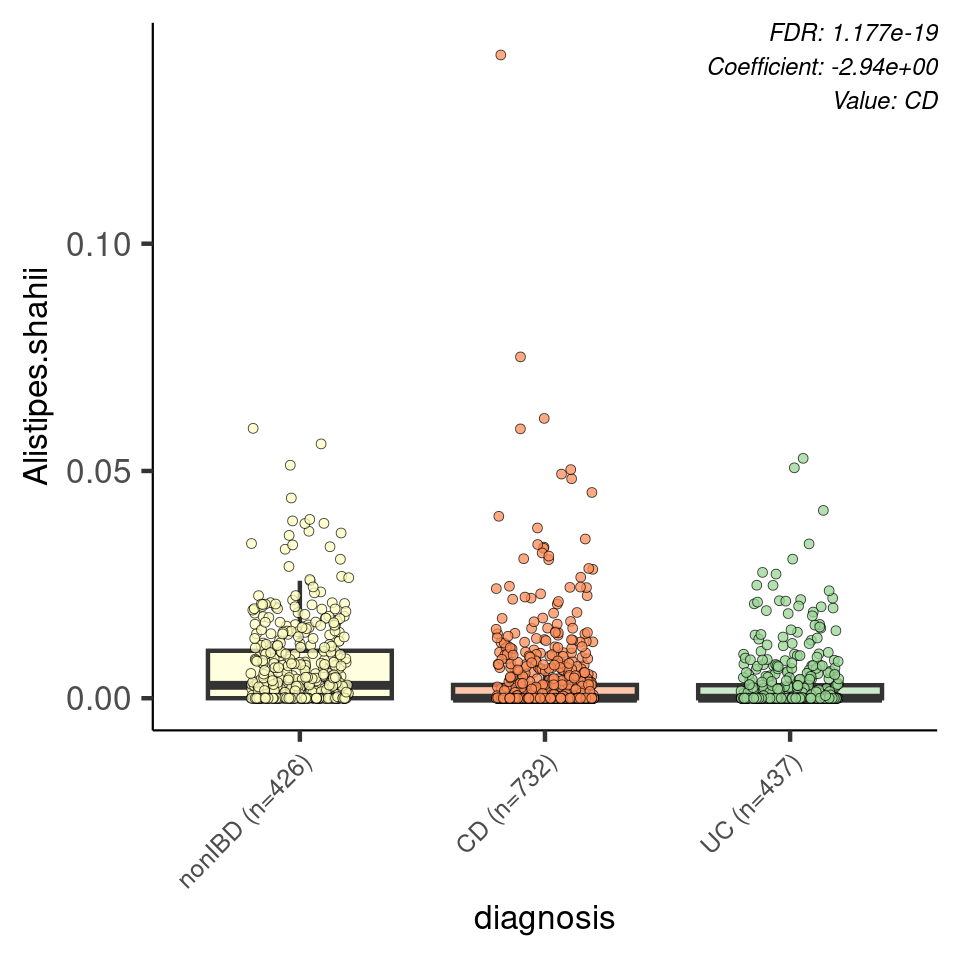 FDR: 1.177e-19
Coefficient: -2.94e+00
Value: CD
Alistipes.shahii
0.10
0.05
0.00
nonIBD (n=426)
CD (n=732)
UC (n=437)
diagnosis